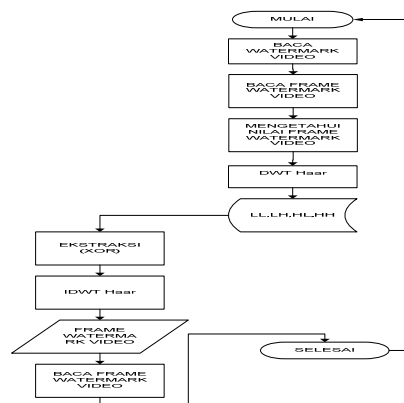 MULAI
BACA
WATERMARK
VIDEO
BACA FRAME
WATERMARK
VIDEO
MENGETAHUI
NILAI FRAME
WATERMARK
VIDEO
DWT Haar
LL,LH,HL,HH
EKSTRAKSI
(XOR)
IDWT Haar
FRAME
WATERMA
RK VIDEO
BACA FRAME
WATERMARK
VIDEO
SELESAI